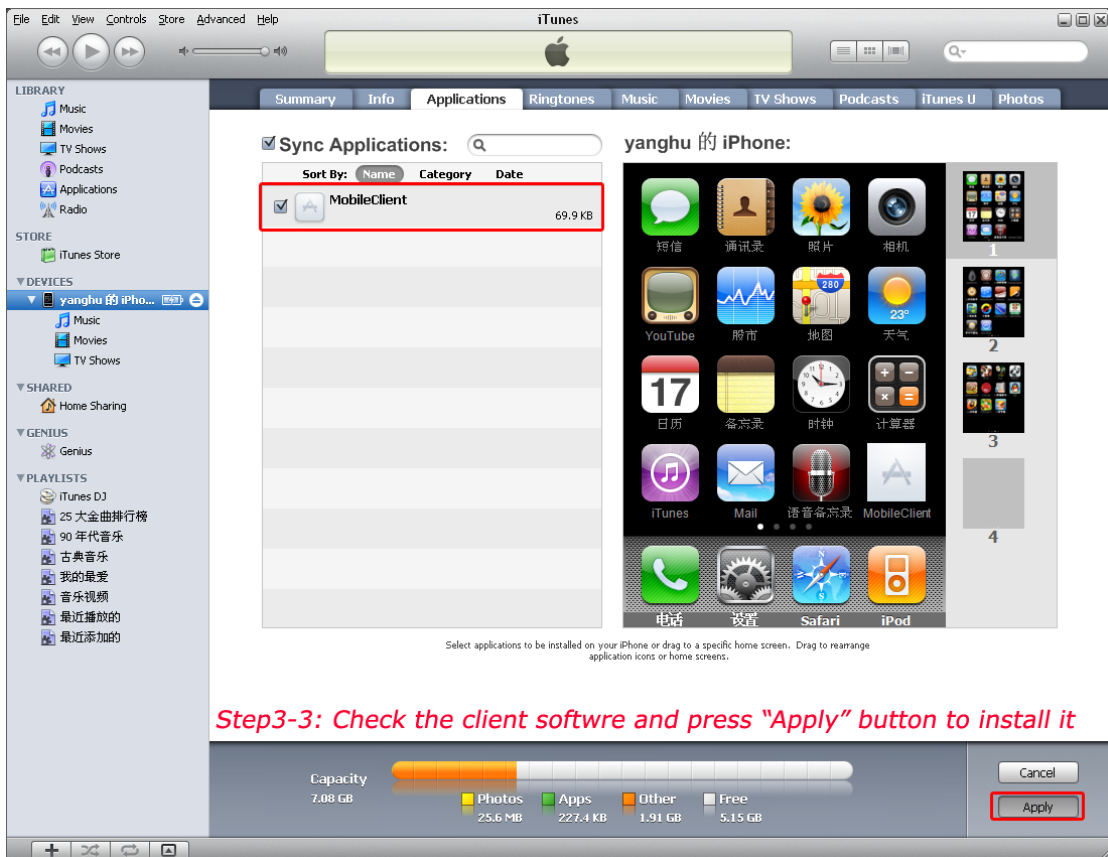 File Edit View Controls Store Advanced Help
iTunes
LIBRARY
Music
Movies
TV Shows
Podcasts
Applications
Radio
STORE
iTunes Store
DEVICES
yanghu 的 iPho...
Music
Movies
TV Shows
SHARED
Home Sharing
GENIUS
Genius
PLAYLISTS
iTunes DJ
25 大金曲排行榜
90 年代音乐
古典音乐
我的最爱
音乐视频
最近播放的
最近添加的
Summary Info Applications Ringtones Music Movies TV Shows Podcasts iTunes U Photos
Sync Applications:
Sort By: Name Category Date
MobileClient
69.9 KB
yanghu 的 iPhone:
短信 通讯录 照片 相机
280
23°
YouTube 股市 地图 天气
17
日历 备忘录 时钟 计算器
iTunes Mail 语音备忘录 MobileClient
电话 设置 Safari iPod
1
2
3
4
Select applications to be installed on your iPhone or drag to a specific home screen. Drag to rearrange
application icons or home screens.
Step3-3: Check the client softwre and press “Apply” button to install it
Capacity
7.08 GB
Photos Apps Other Free
25.6 MB 227.4 KB 1.91 GB 5.15 GB
Cancel
Apply